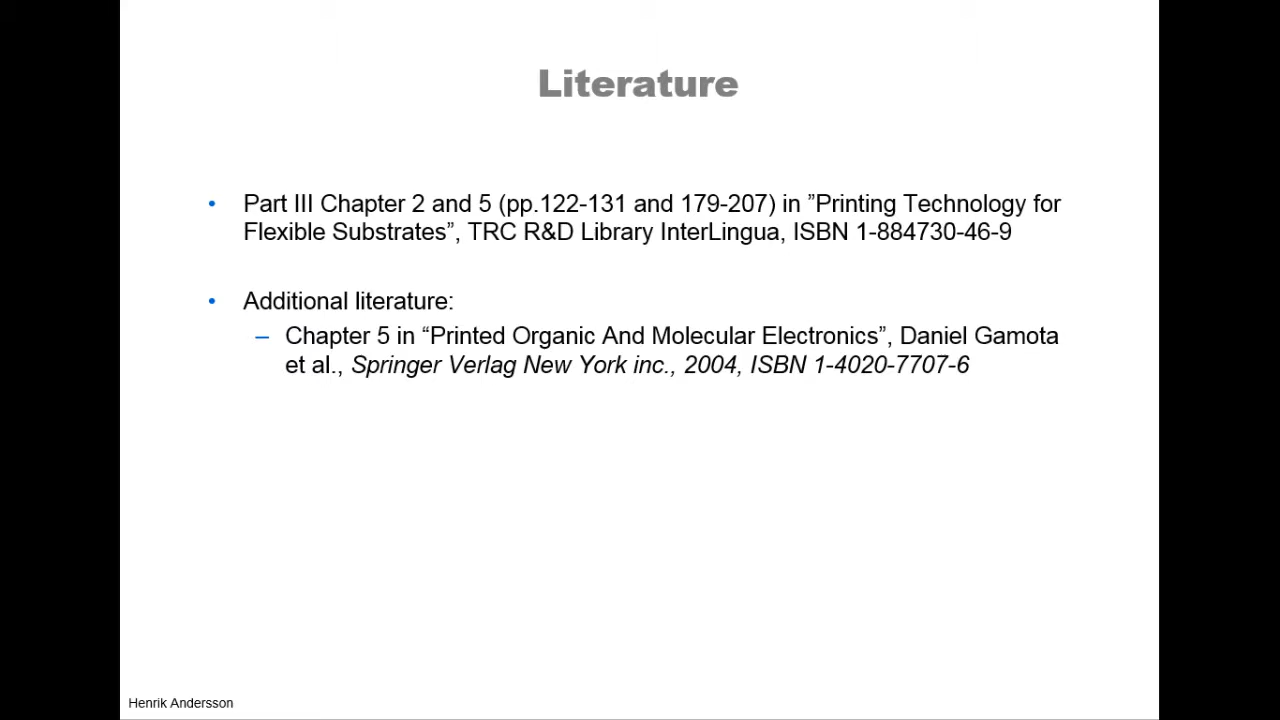 Literature
• Part III Chapter 2 and 5 (pp.122-131 and 179-207) in ”Printing Technology for
Flexible Substrates”, TRC R&D Library InterLingua, ISBN 1-884730-46-9
• Additional literature:
– Chapter 5 in “Printed Organic And Molecular Electronics”, Daniel Gamota
et al., Springer Verlag New York inc., 2004, ISBN 1-4020-7707-6
Henrik Andersson